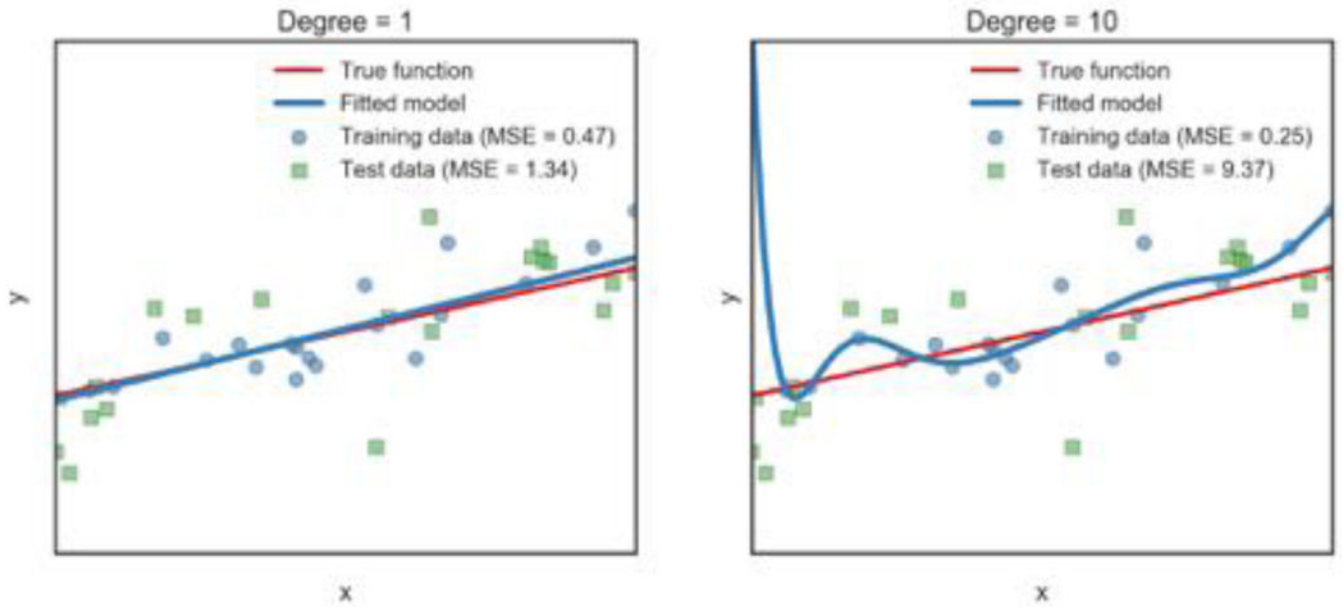 Degree = 1
True function
Fitted model
Training data (MSE = 0.47)
Test data (MSE = 1.34)
y
x
Degree = 10
True function
Fitted model
Training data (MSE = 0.25)
Test data (MSE = 9.37)
y
x